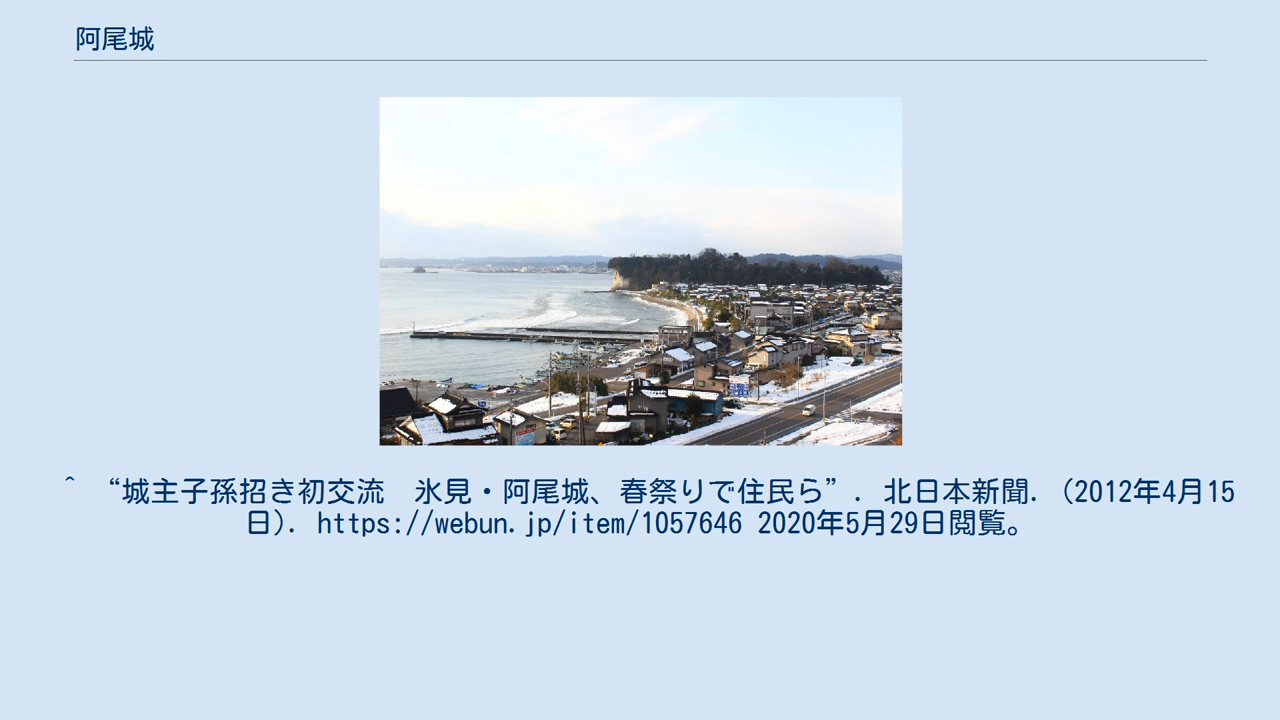 阿尾城
^ “城主子孫招き初交流　氷見・阿尾城、春祭りで住民ら”. 北日本新聞. (2012年4月15
日). https://webun.jp/item/1057646 2020年5月29日閲覧。